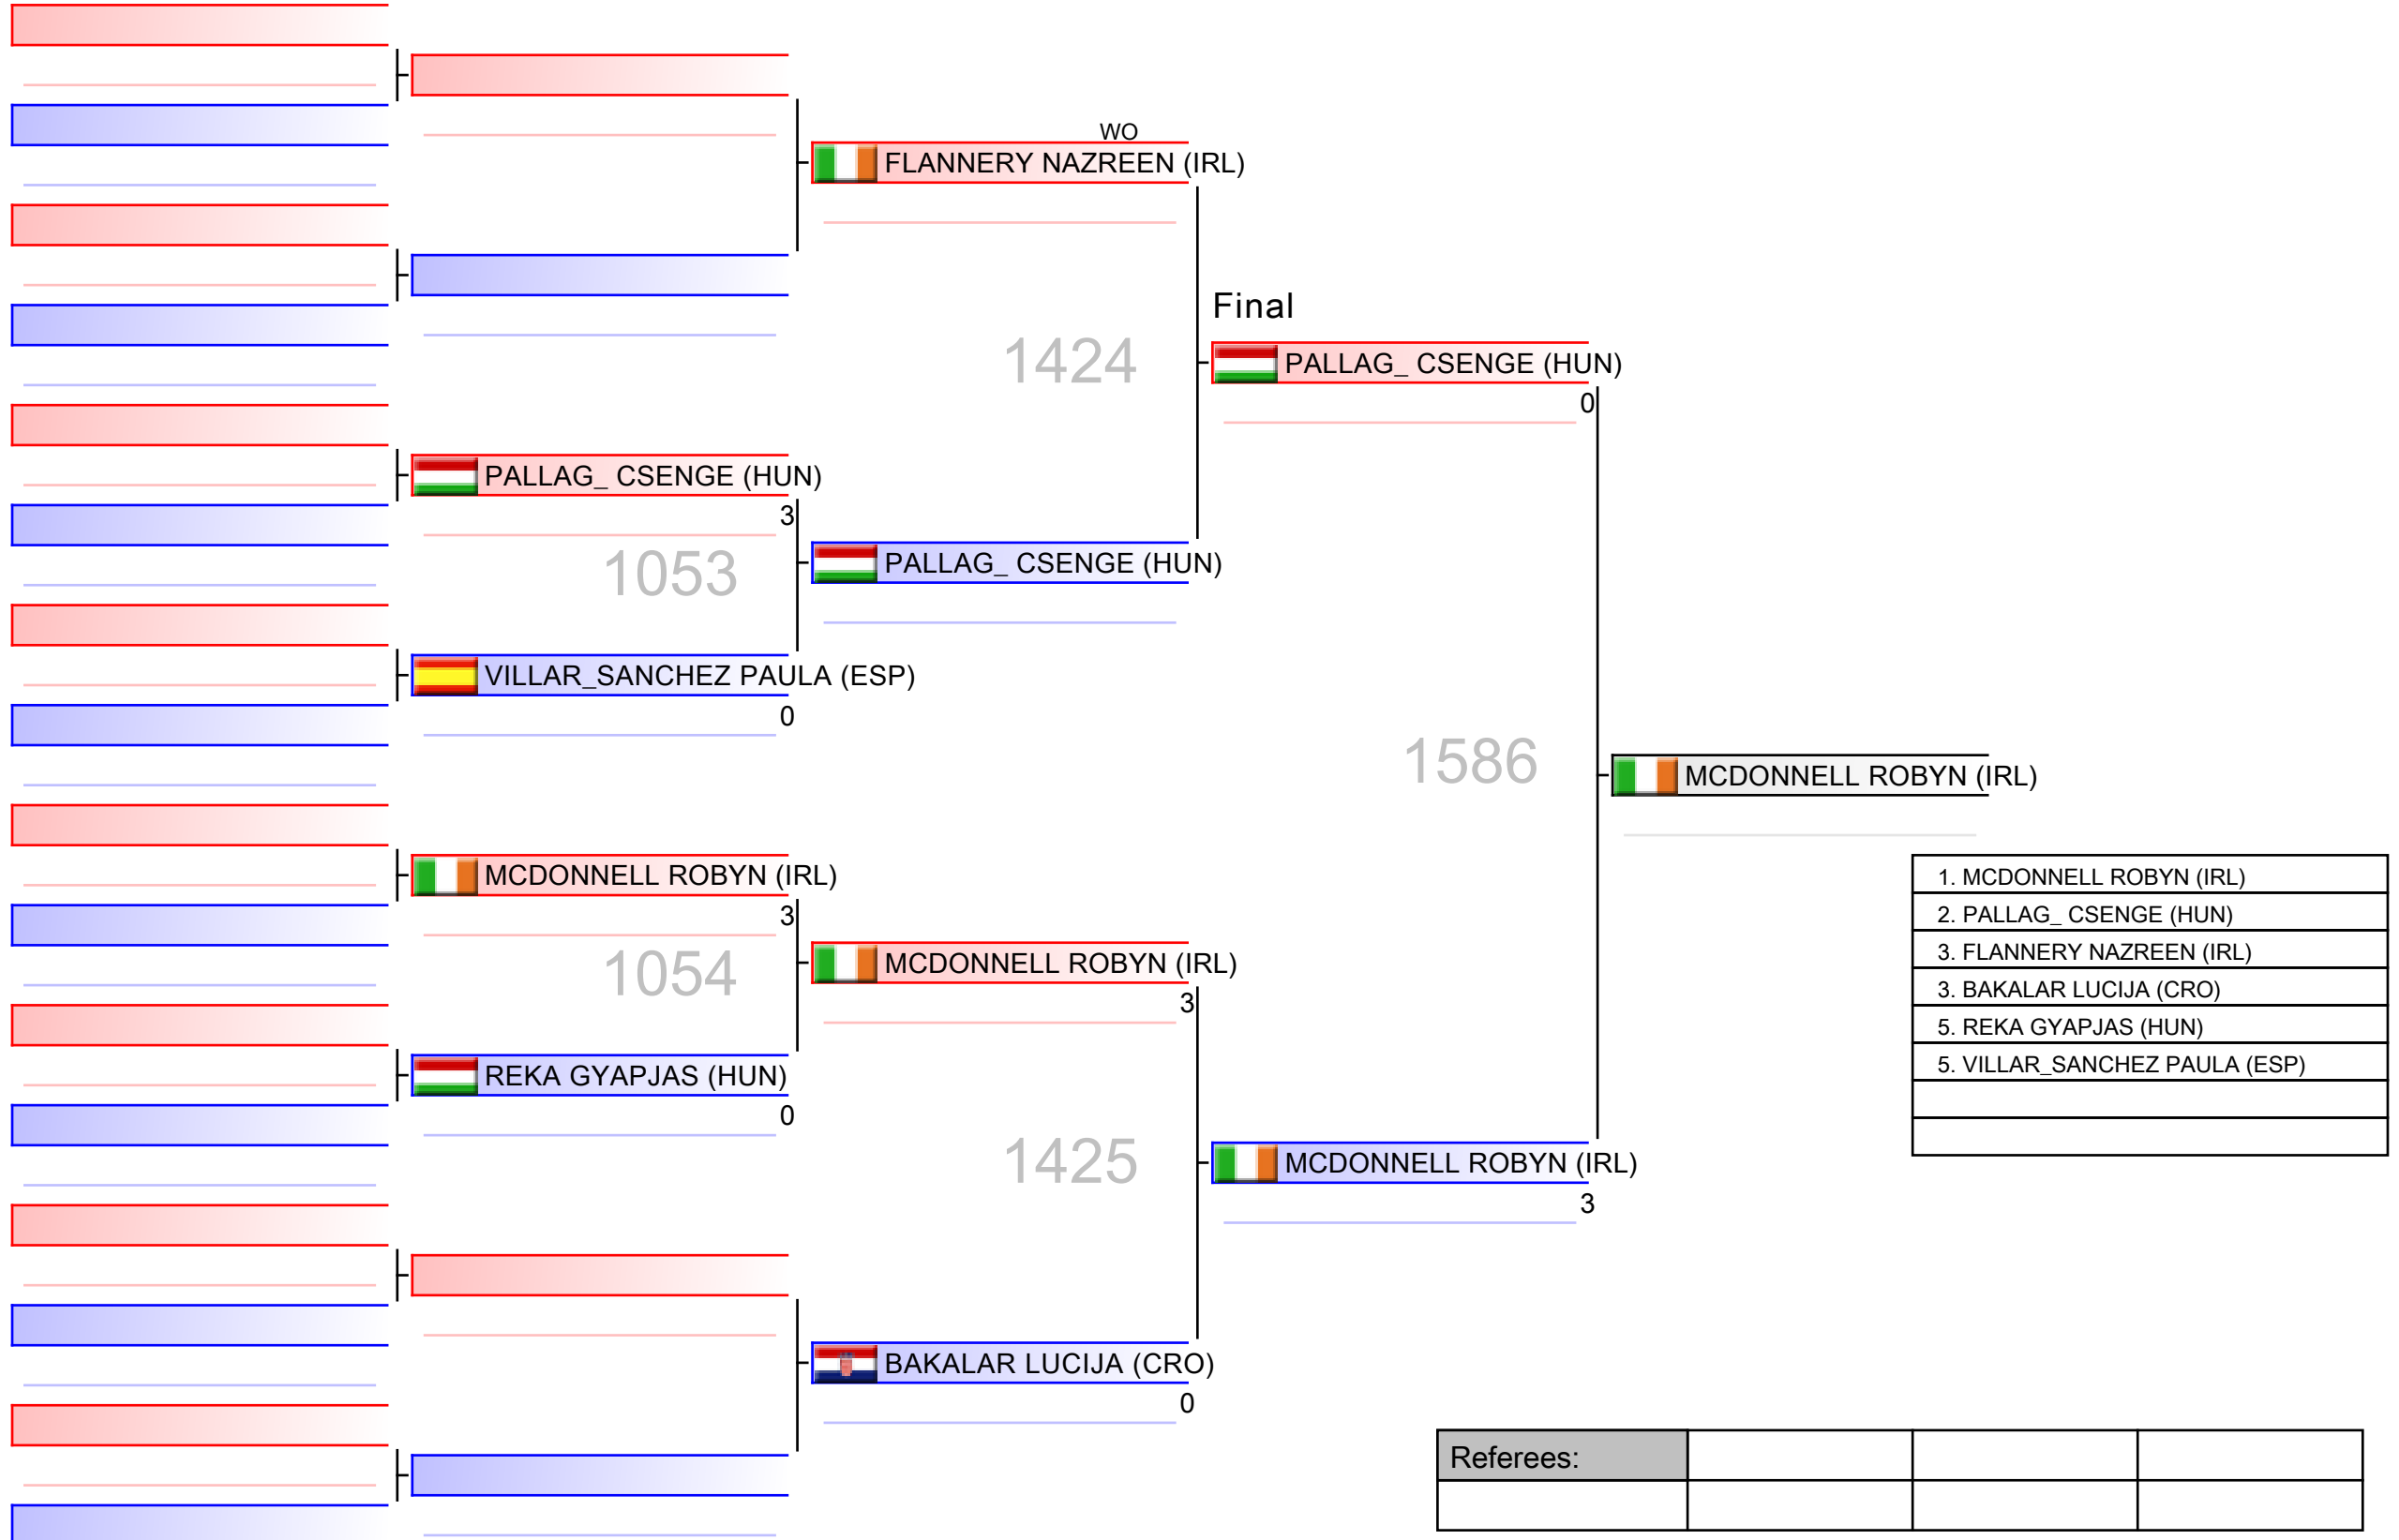 WO
FLANNERY NAZREEN (IRL)
Final
1424
PALLAG_ CSENGE (HUN)
0
PALLAG_ CSENGE (HUN)
3
1053
PALLAG_ CSENGE (HUN)
VILLAR_SANCHEZ PAULA (ESP)
0
1586
MCDONNELL ROBYN (IRL)
MCDONNELL ROBYN (IRL)
3
1054
MCDONNELL ROBYN (IRL)
3
REKA GYAPJAS (HUN)
0
1425
MCDONNELL ROBYN (IRL)
3
BAKALAR LUCIJA (CRO)
0
1. MCDONNELL ROBYN (IRL)
2. PALLAG_ CSENGE (HUN)
3. FLANNERY NAZREEN (IRL)
3. BAKALAR LUCIJA (CRO)
5. REKA GYAPJAS (HUN)
5. VILLAR_SANCHEZ PAULA (ESP)
Referees: